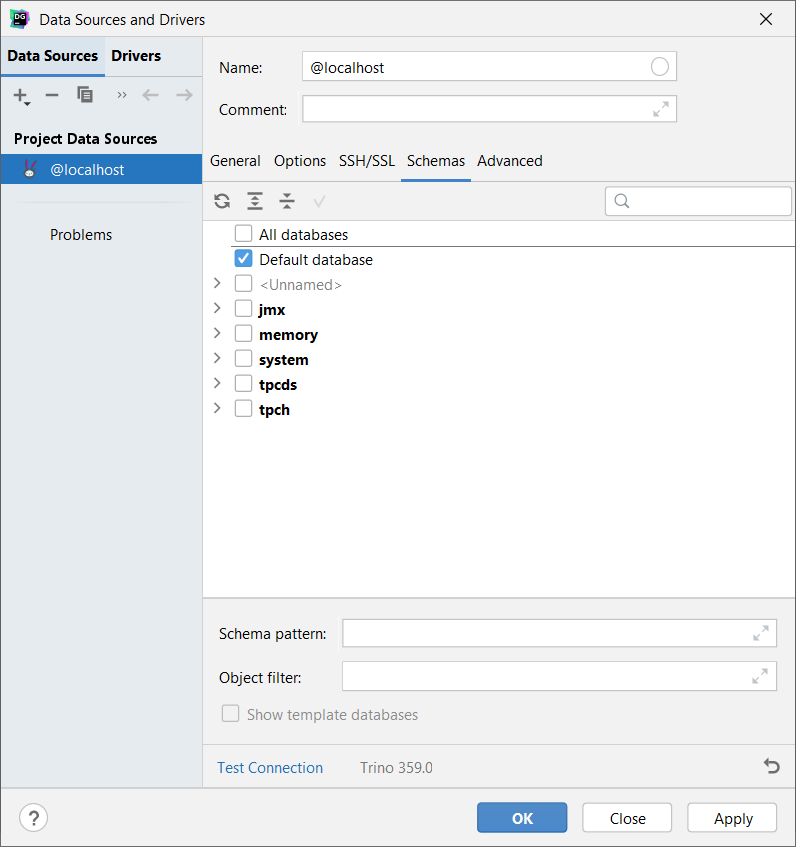 DG
Data Sources and Drivers
Data Sources Drivers
Project Data Sources
@localhost
Problems
Name: @localhost
Comment:
General Options SSH/SSL Schemas Advanced
All databases
Default database
<Unnamed>
jmx
memory
system
tpcds
tpch
Schema pattern:
Object filter:
Show template databases
Test Connection Trino 359.0
? OK Close Apply